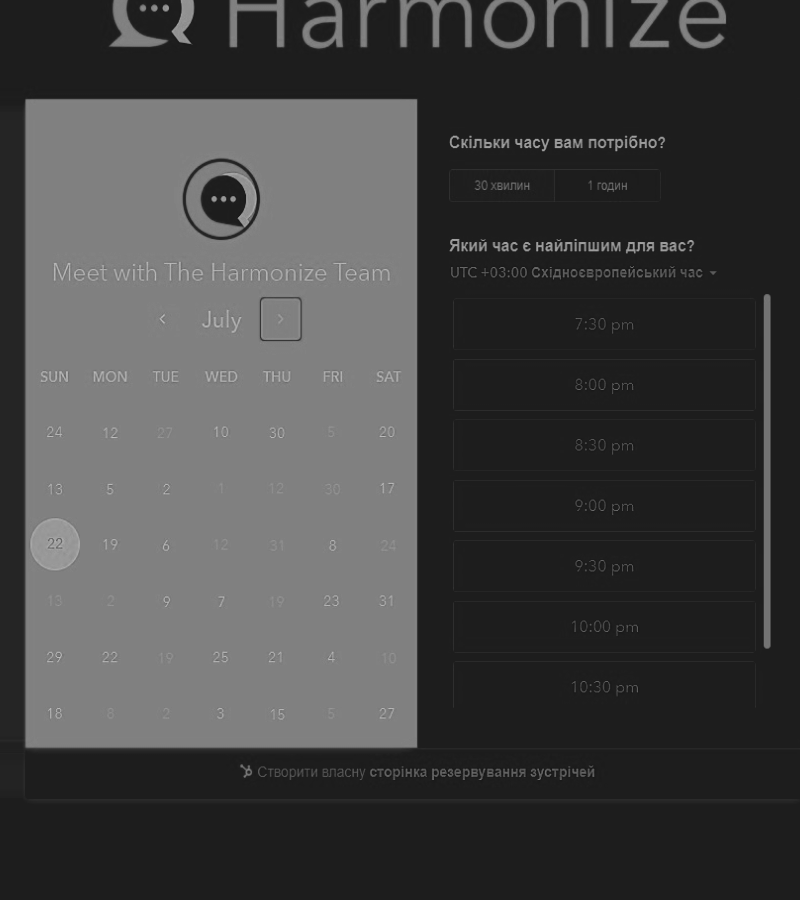 Harmonize
Meet with The Harmonize Team
July
SUN MON TUE WED THU FRI SAT
24 12 27 10 30 5 20
13 5 2 1 12 30 17
22 19 6 12 31 8 24
13 2 9 7 19 23 31
29 22 19 25 21 4 10
18 8 2 3 15 5 27
Скільки часу вам потрібно?
30 хвилин 1 годин
Який час є найліпшим для вас?
UTC +03:00 Східноєвропейський час
7:30 pm
8:00 pm
8:30 pm
9:00 pm
9:30 pm
10:00 pm
10:30 pm
Створити власну сторінка резервування зустрічей